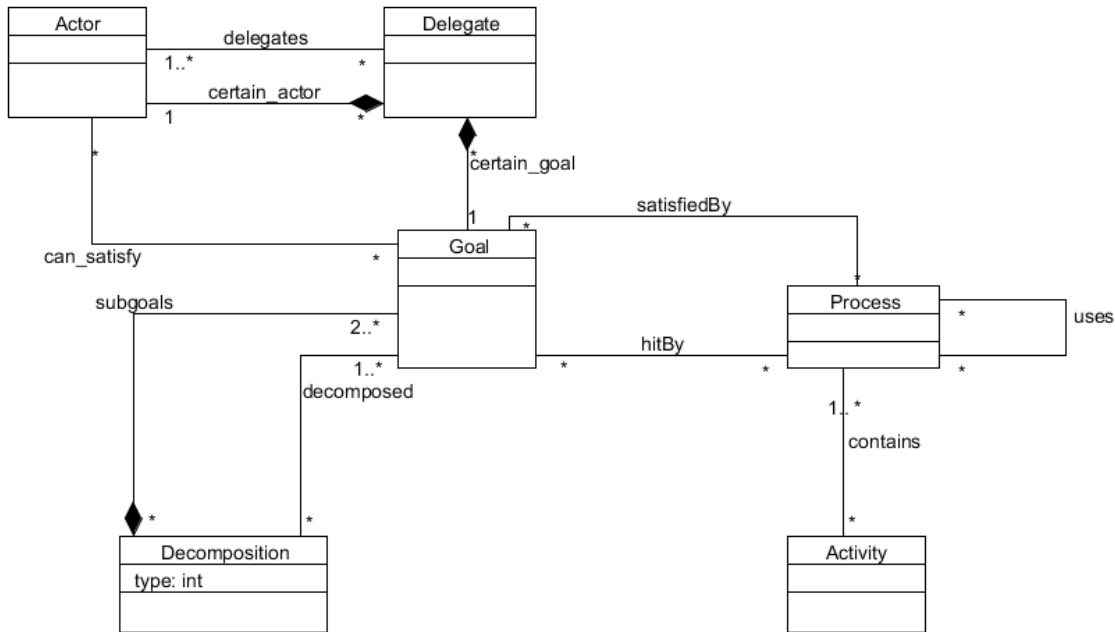 Actor
Delegate
delegates
1..*
*
certain_actor
1
*
*
*
certain_goal
1
satisfiedBy
*
*
Goal
can_satisfy
*
subgoals
2..*
Process
*
uses
hitBy
*
*
*
1..*
decomposed
1.. *
contains
*
*
*
Decomposition
Activity
type: int